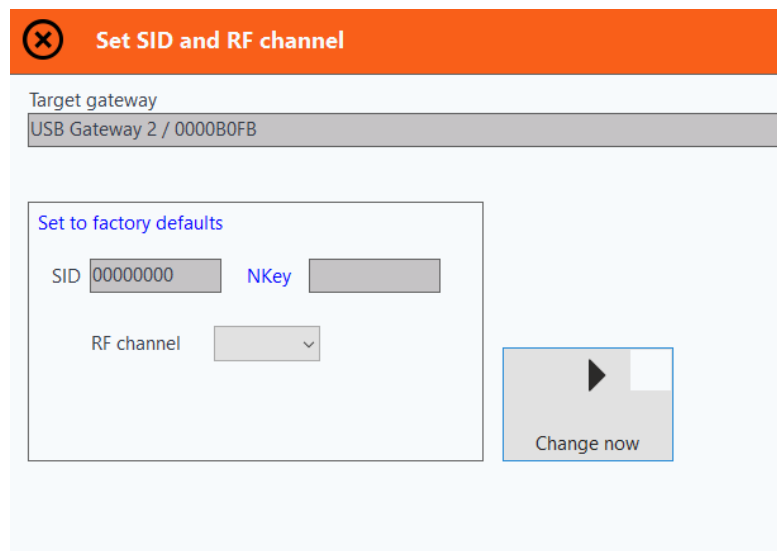 Set SID and RF channel
Target gateway
USB Gateway 2 / 0000B0FB
Set to factory defaults
SID 00000000 NKey
RF channel
Change now